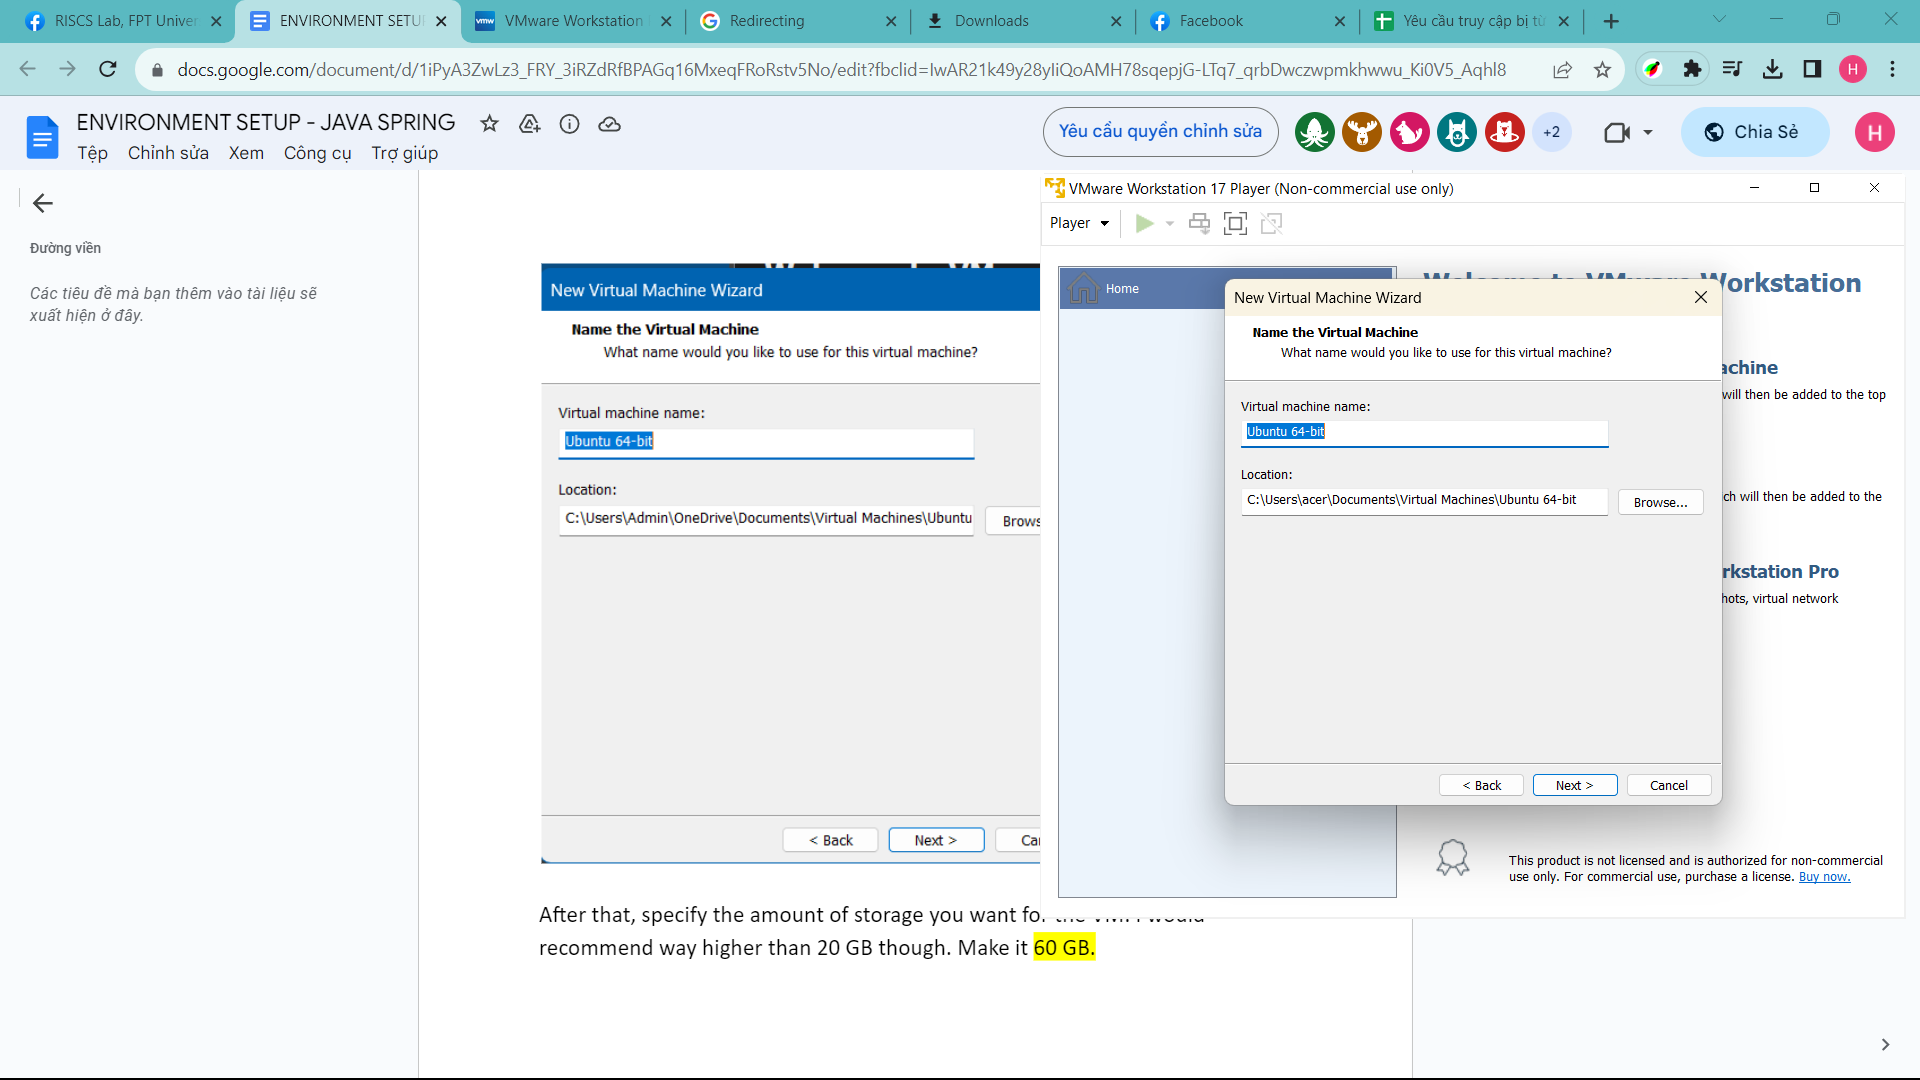 RISCS Lab, FPT Univer
ENVIRONMENT SETUP
VMware Workstation
Redirecting
Downloads
Facebook
Yêu cầu truy cập bị từ
docs.google.com/document/d/1iPyA3ZwLz3_FRY_3iRZdRfBPAGq16MxeqFRoRstv5No/edit?fbclid=IwAR21k49y28yIiQoAMH78sqepjG-LTq7_qrbDwczwpmkhwwu_Ki0V5_Aqhl8
H
ENVIRONMENT SETUP - JAVA SPRING
Tệp Chỉnh sửa Xem Công cụ Trợ giúp
Yêu cầu quyền chỉnh sửa
+2
Chia Sẻ
H
Đường viền
Các tiêu đề mà bạn thêm vào tài liệu sẽ
xuất hiện ở đây.
New Virtual Machine Wizard
Name the Virtual Machine
What name would you like to use for this virtual machine?
Virtual machine name:
Ubuntu 64-bit
Location:
C:\Users\Admin\OneDrive\Documents\Virtual Machines\Ubuntu
Brows
< Back
Next >
Ca
After that, specify the amount of storage you want for the VM. I would
recommend way higher than 20 GB though. Make it 60 GB.
VMware Workstation 17 Player (Non-commercial use only)
Player
Home
Welcome to VMware Workstation
achine
will then be added to the top
ch will then be added to the
rkstation Pro
hots, virtual network
New Virtual Machine Wizard
Name the Virtual Machine
What name would you like to use for this virtual machine?
Virtual machine name:
Ubuntu 64-bit
Location:
C:\Users\acer\Documents\Virtual Machines\Ubuntu 64-bit
Browse...
< Back
Next >
Cancel
This product is not licensed and is authorized for non-commercial
use only. For commercial use, purchase a license. Buy now.